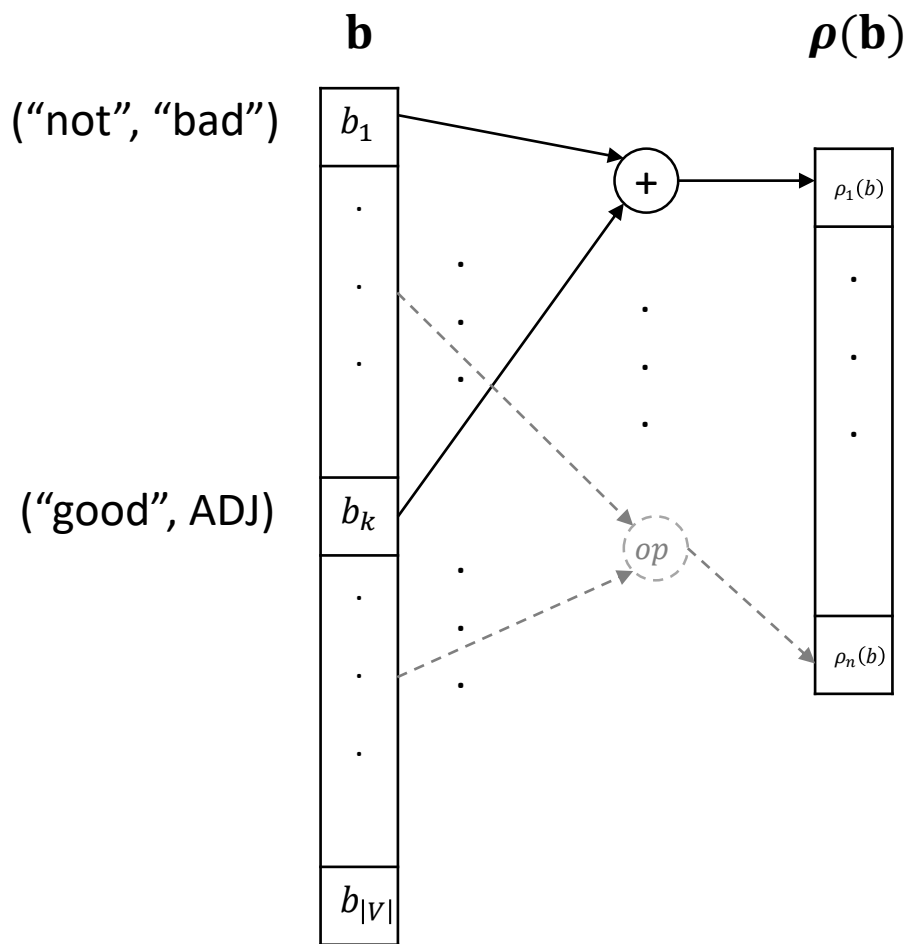 b
ρ(b)
(“not”, “bad”)
b₁
+
ρ₁(b)
(“good”, ADJ)
bₖ
op
ρₙ(b)
b|V|